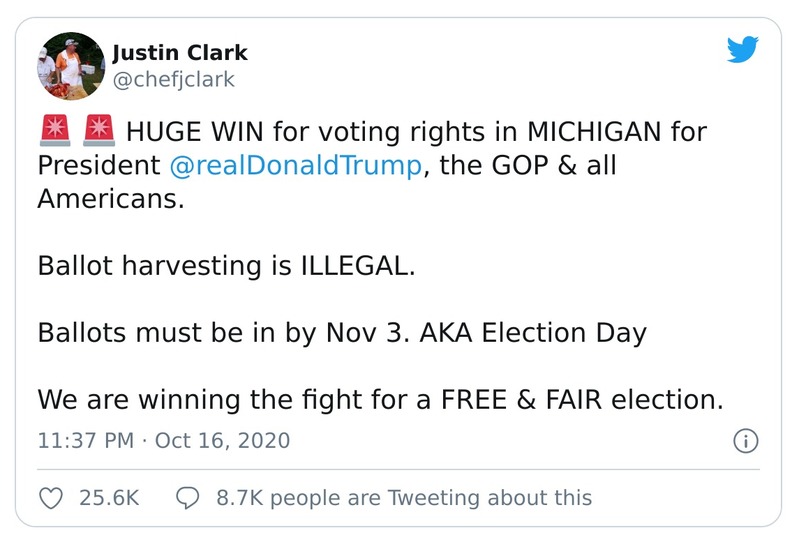 Justin Clark
@chefjclark
🚨 🚨 HUGE WIN for voting rights in MICHIGAN for
President @realDonaldTrump, the GOP & all
Americans.
Ballot harvesting is ILLEGAL.
Ballots must be in by Nov 3. AKA Election Day
We are winning the fight for a FREE & FAIR election.
11:37 PM · Oct 16, 2020
25.6K 8.7K people are Tweeting about this